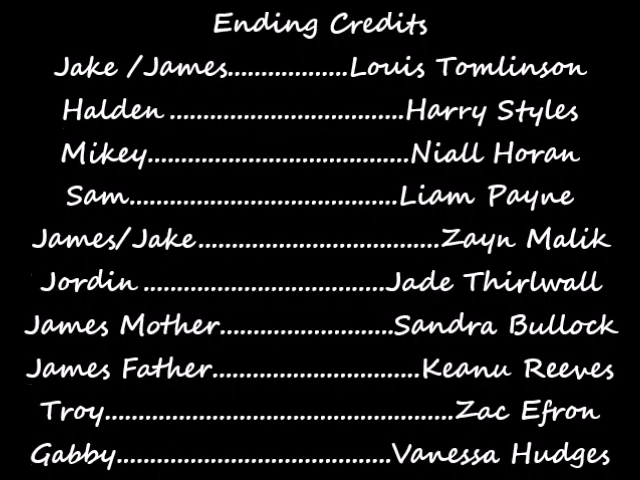 Ending Credits
Jake /James..................Louis Tomlinson
Halden ...................................Harry Styles
Mikey.......................................Niall Horan
Sam........................................Liam Payne
James/Jake....................................Zayn Malik
Jordin ....................................Jade Thirlwall
James Mother..........................Sandra Bullock
James Father...............................Keanu Reeves
Troy....................................................Zac Efron
Gabby.........................................Vanessa Hudges